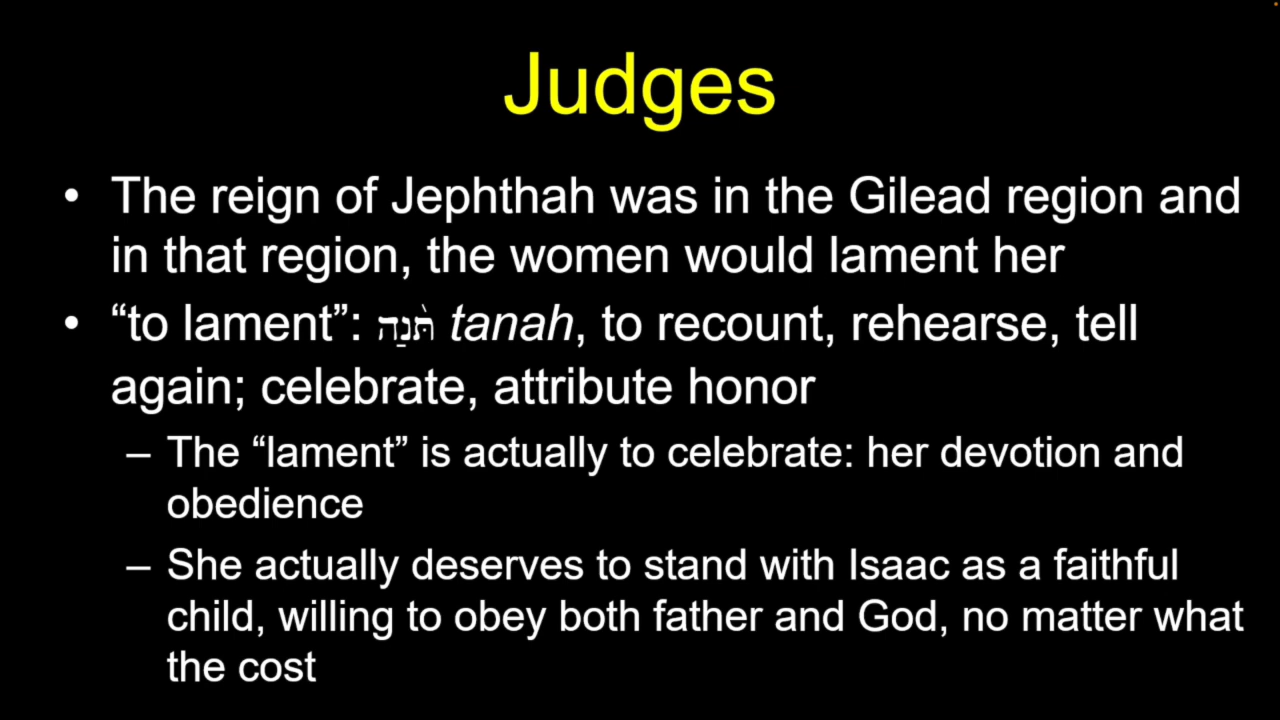 Judges
• The reign of Jephthah was in the Gilead region and
in that region, the women would lament her
• “to lament”: תָּ֙נַּה tanah, to recount, rehearse, tell
again; celebrate, attribute honor
– The “lament” is actually to celebrate: her devotion and
obedience
– She actually deserves to stand with Isaac as a faithful
child, willing to obey both father and God, no matter what
the cost